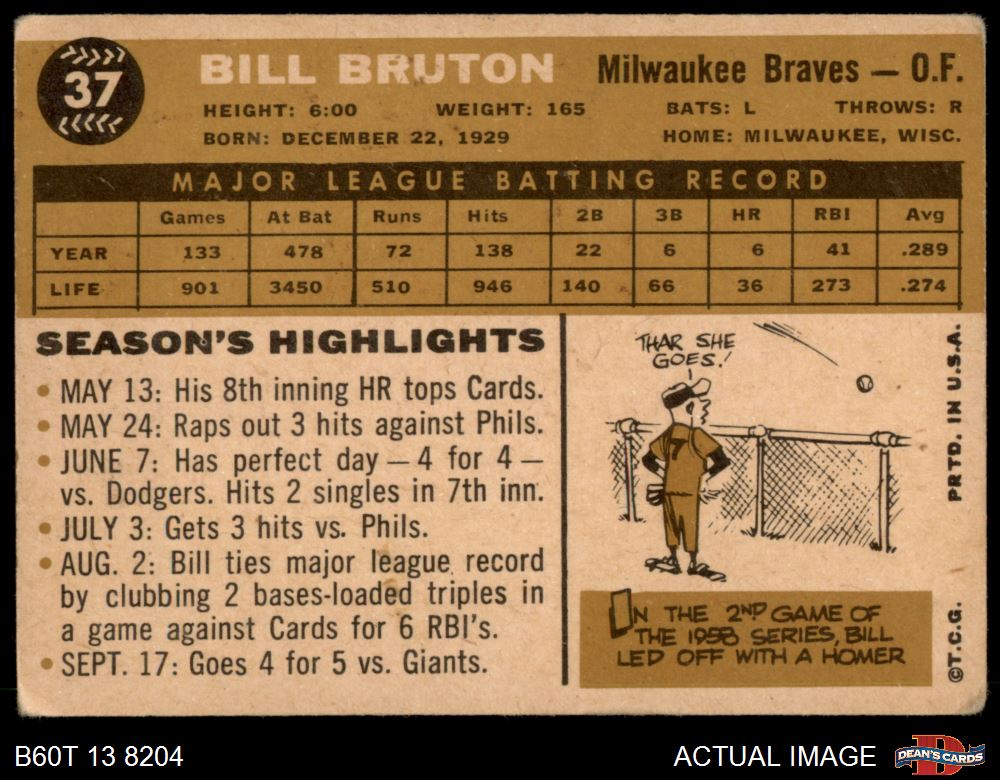 37
BILL BRUTON Milwaukee Braves — O.F.
HEIGHT: 6:00 WEIGHT: 165 BATS: L THROWS: R
BORN: DECEMBER 22, 1929 HOME: MILWAUKEE, WISC.
MAJOR LEAGUE BATTING RECORD
Games At Bat Runs Hits 2B 3B HR RBI Avg
YEAR 133 478 72 138 22 6 6 41 .289
LIFE 901 3450 510 946 140 66 36 273 .274
SEASON'S HIGHLIGHTS
• MAY 13: His 8th inning HR tops Cards.
• MAY 24: Raps out 3 hits against Phils.
• JUNE 7: Has perfect day — 4 for 4 —
vs. Dodgers. Hits 2 singles in 7th inn.
• JULY 3: Gets 3 hits vs. Phils.
• AUG. 2: Bill ties major league record
by clubbing 2 bases-loaded triples in
a game against Cards for 6 RBI's.
• SEPT. 17: Goes 4 for 5 vs. Giants.
THAR SHE
GOES!
7
IN THE 2ND GAME OF
THE 1958 SERIES, BILL
LED OFF WITH A HOMER
©T.C.G. PRTD. IN U.S.A.
B60T 13 8204 ACTUAL IMAGE
D
DEAN'S CARDS